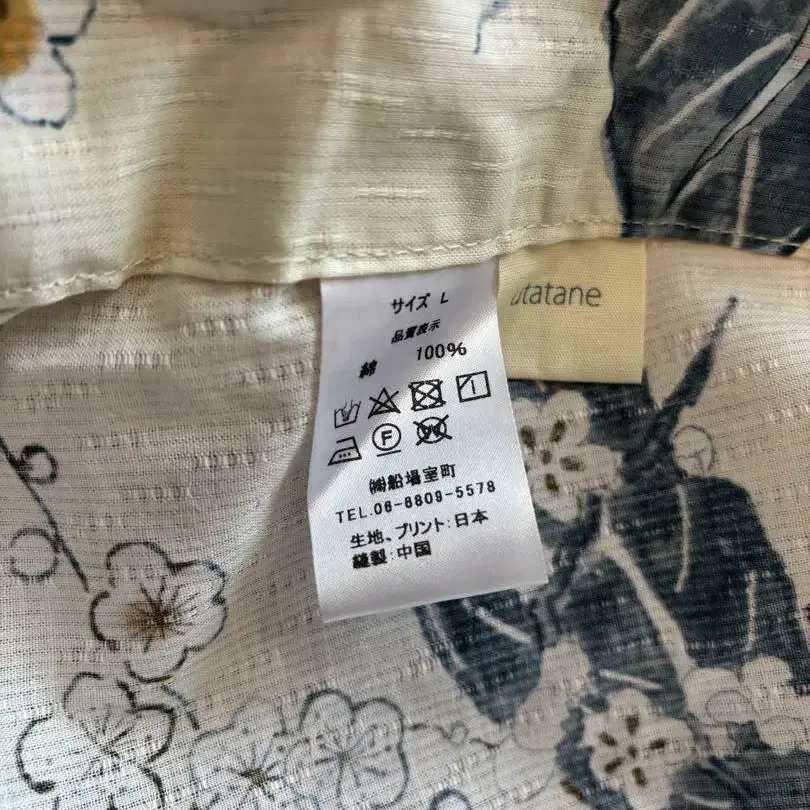 サイズ L
品質表示
綿 100%
F
W
㈱船場室町
TEL.06-6809-5578
生地、プリント:日本
縫製:中国
utatane